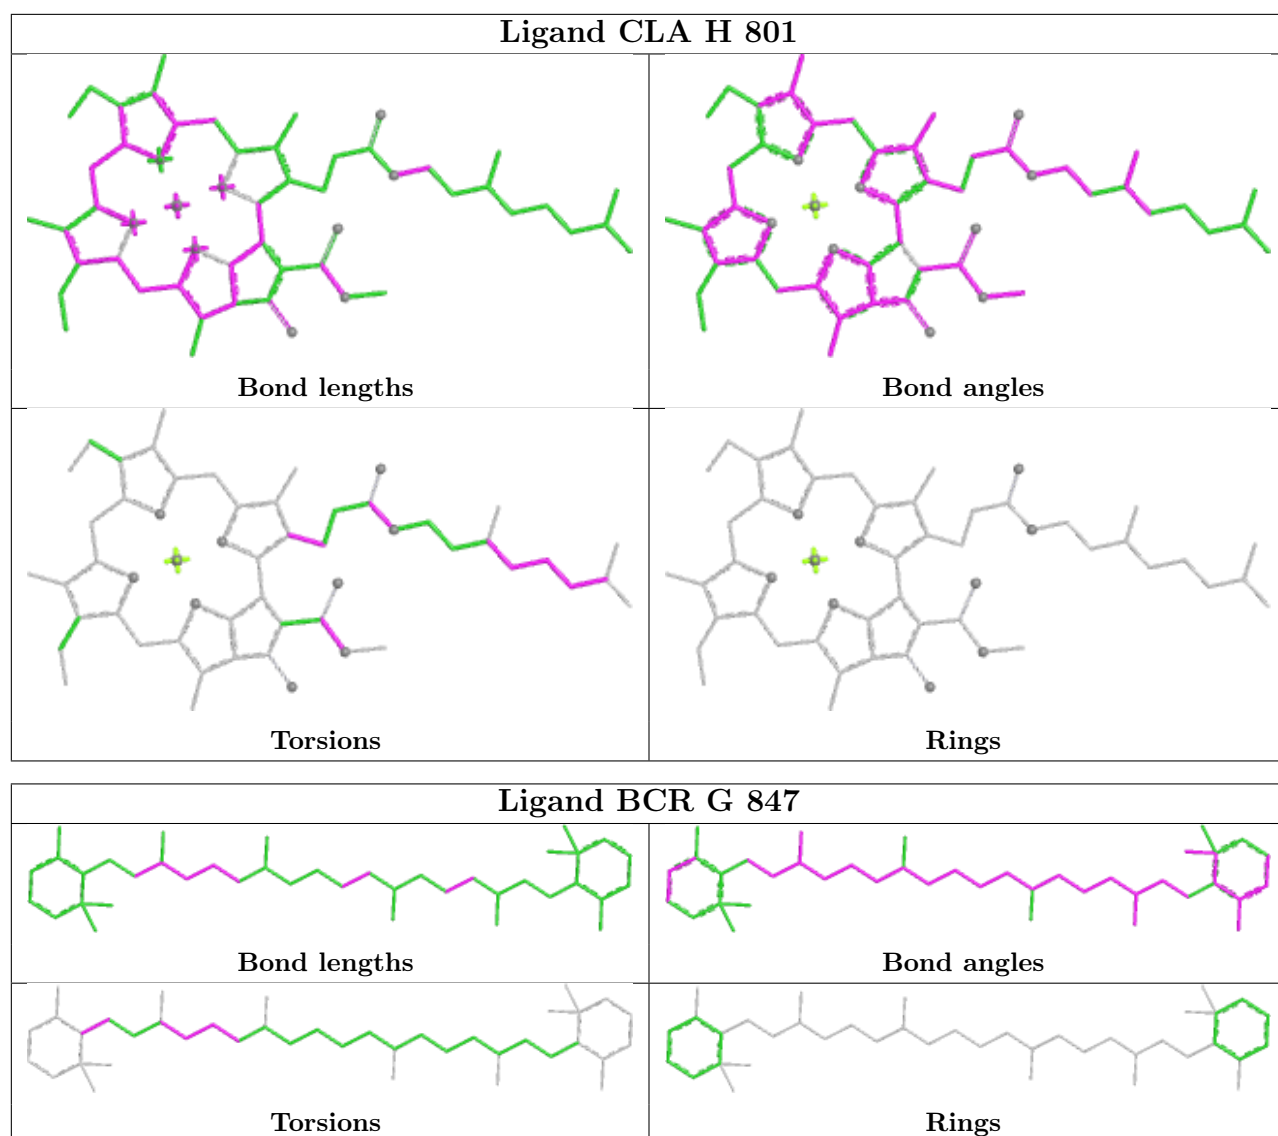 Ligand CLA H 801
Bond lengths
Bond angles
Torsions
Rings
Ligand BCR G 847
Bond lengths
Bond angles
Torsions
Rings